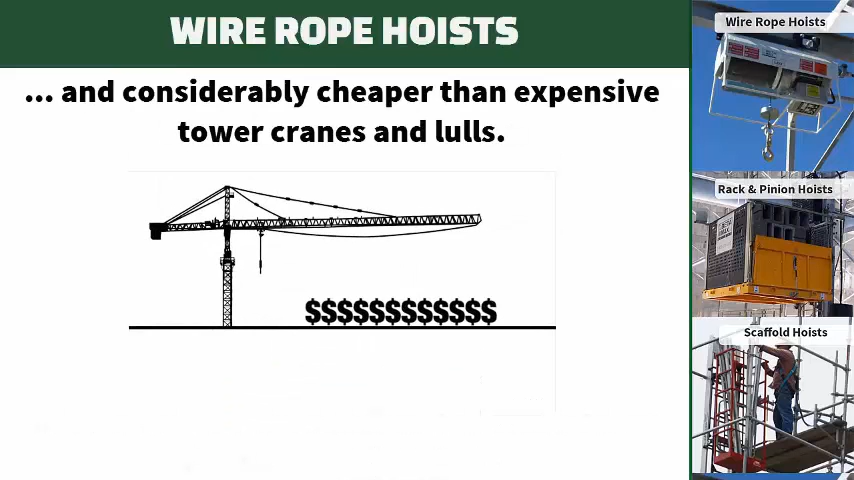 WIRE ROPE HOISTS
... and considerably cheaper than expensive
tower cranes and lulls.
$$$$$$$$$$$$
Wire Rope Hoists
Rack & Pinion Hoists
Scaffold Hoists